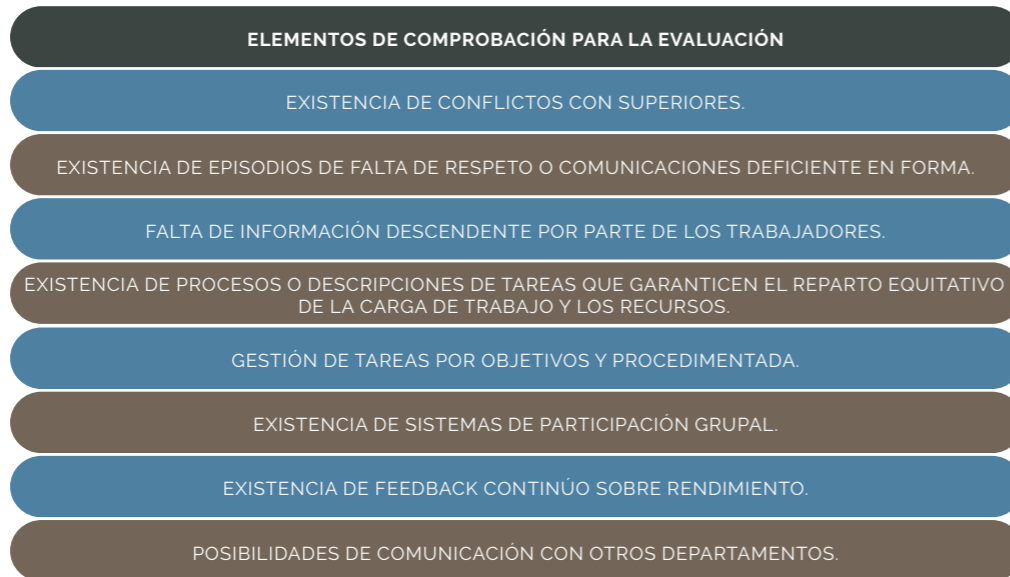 ELEMENTOS DE COMPROBACIÓN PARA LA EVALUACIÓN
EXISTENCIA DE CONFLICTOS CON SUPERIORES.
EXISTENCIA DE EPISODIOS DE FALTA DE RESPETO O COMUNICACIONES DEFICIENTE EN FORMA.
FALTA DE INFORMACIÓN DESCENDENTE POR PARTE DE LOS TRABAJADORES.
EXISTENCIA DE PROCESOS O DESCRIPCIONES DE TAREAS QUE GARANTICEN EL REPARTO EQUITATIVO
DE LA CARGA DE TRABAJO Y LOS RECURSOS.
GESTIÓN DE TAREAS POR OBJETIVOS Y PROCEDIMENTADA.
EXISTENCIA DE SISTEMAS DE PARTICIPACIÓN GRUPAL.
EXISTENCIA DE FEEDBACK CONTINÚO SOBRE RENDIMIENTO.
POSIBILIDADES DE COMUNICACIÓN CON OTROS DEPARTAMENTOS.